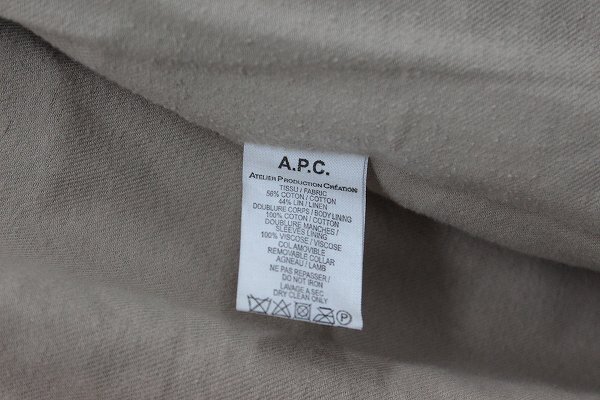 A.P.C.
ATELIER PRODUCTION CRÉATION
TISSU / FABRIC
56% COTON / COTTON
44% LIN / LINEN
DOUBLURE CORPS / BODY LINING
100% COTON / COTTON
DOUBLURE MANCHES /
SLEEVES LINING
100% VISCOSE / VISCOSE
COL AMOVIBLE
REMOVABLE COLLAR
AGNEAU / LAMB
NE PAS REPASSER /
DO NOT IRON
LAVAGE A SEC
DRY CLEAN ONLY
P